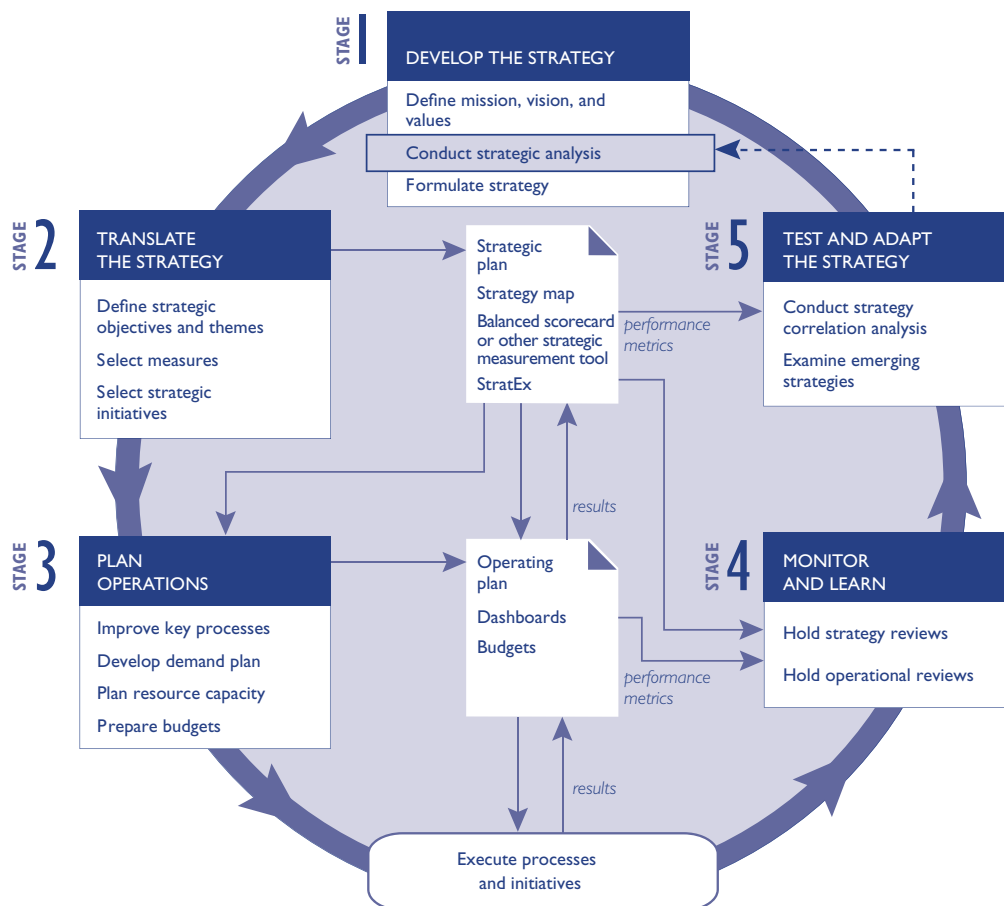 STAGE 1
DEVELOP THE STRATEGY
Define mission, vision, and
values
Conduct strategic analysis
Formulate strategy
STAGE 2
TRANSLATE
THE STRATEGY
Define strategic
objectives and themes
Select measures
Select strategic
initiatives
Strategic
plan
Strategy map
Balanced scorecard
or other strategic
measurement tool
StratEx
performance
metrics
STAGE 5
TEST AND ADAPT
THE STRATEGY
Conduct strategy
correlation analysis
Examine emerging
strategies
results
STAGE 3
PLAN
OPERATIONS
Improve key processes
Develop demand plan
Plan resource capacity
Prepare budgets
Operating
plan
Dashboards
Budgets
performance
metrics
STAGE 4
MONITOR
AND LEARN
Hold strategy reviews
Hold operational reviews
results
Execute processes
and initiatives